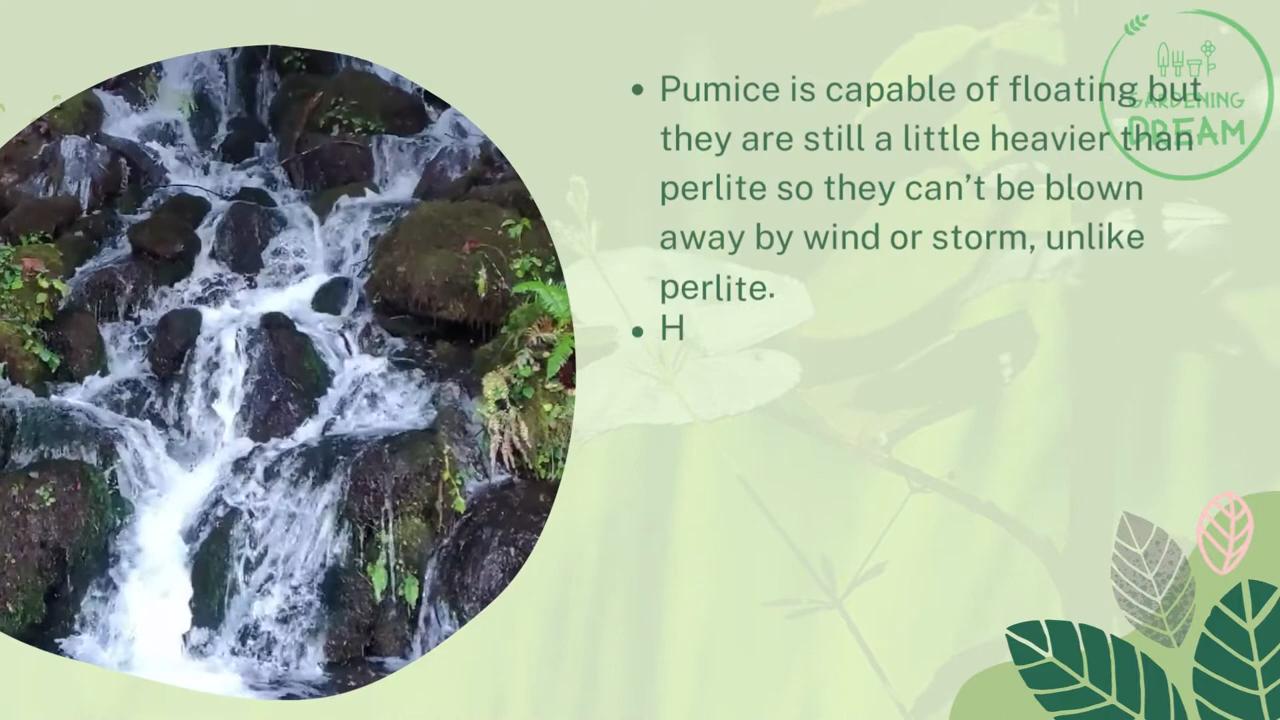 • Pumice is capable of floating but
they are still a little heavier than
perlite so they can’t be blown
away by wind or storm, unlike
perlite.
• H
GARDENING
DREAM